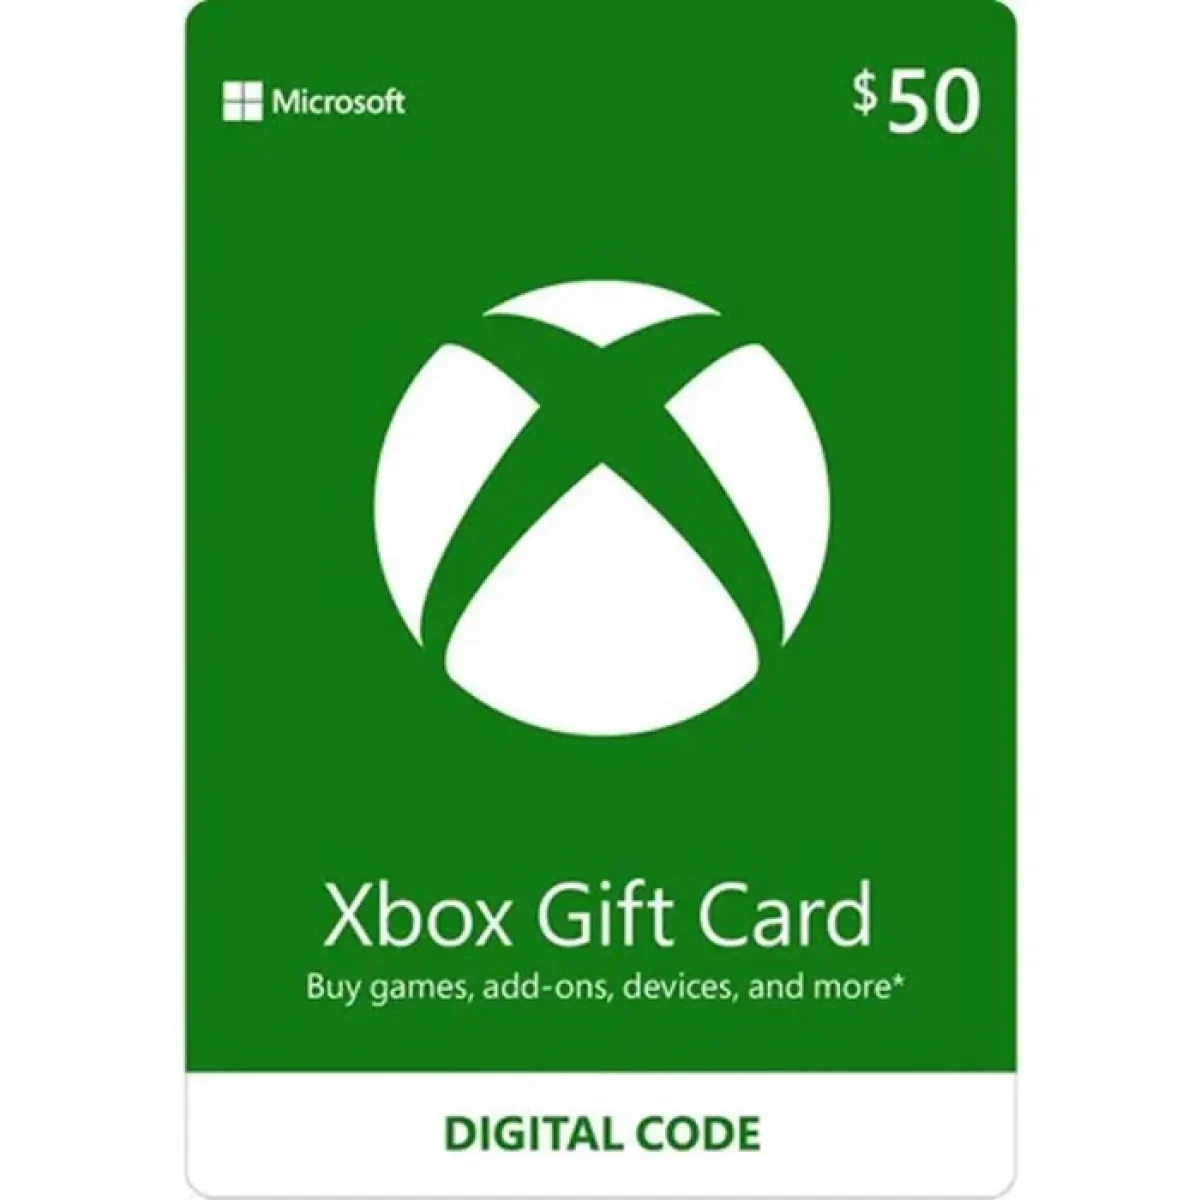 Microsoft
$50
Xbox Gift Card
Buy games, add-ons, devices, and more*
DIGITAL CODE